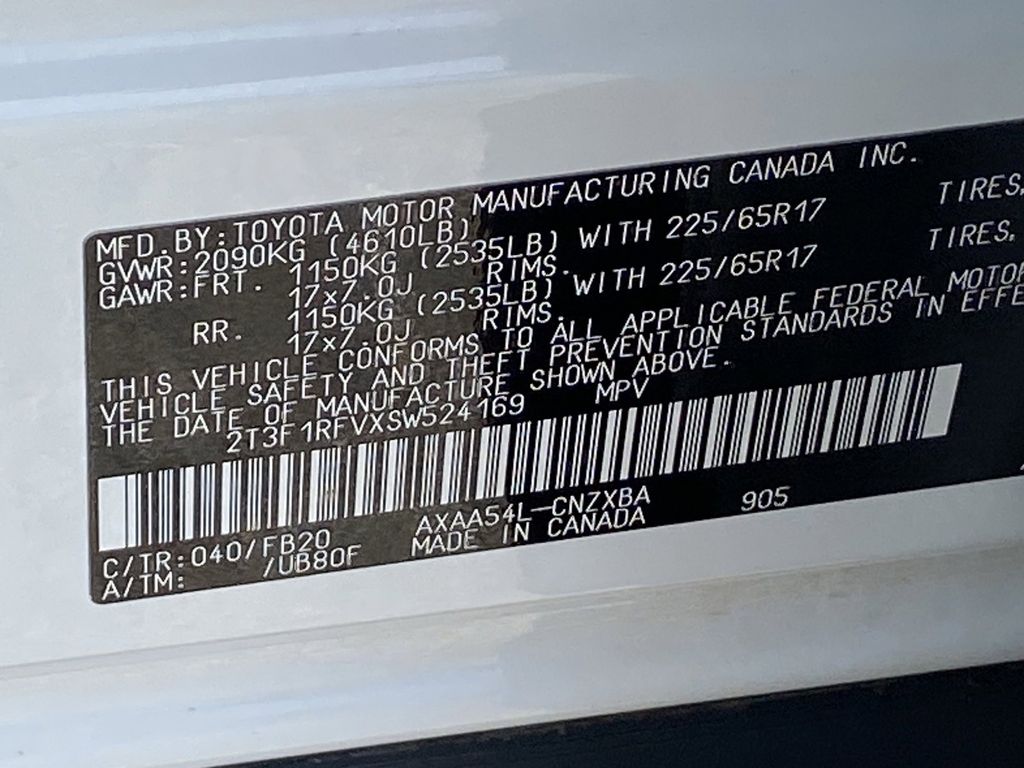 MFD.BY:TOYOTA MOTOR MANUFACTURING CANADA INC.
GVWR:2090KG (4610LB)
GAWR:FRT. 1150KG (2535LB) WITH 225/65R17 TIRES,
17x7.0J RIMS.
RR. 1150KG (2535LB) WITH 225/65R17 TIRES,
17x7.0J RIMS.
THIS VEHICLE CONFORMS TO ALL APPLICABLE FEDERAL MOTOR
VEHICLE SAFETY AND THEFT PREVENTION STANDARDS IN EFFE
THE DATE OF MANUFACTURE SHOWN ABOVE.
2T3F1RFVXSW524169 MPV
C/TR:040/FB20 AXAA54L-CNZXBA 905
A/TM: /UB80F MADE IN CANADA